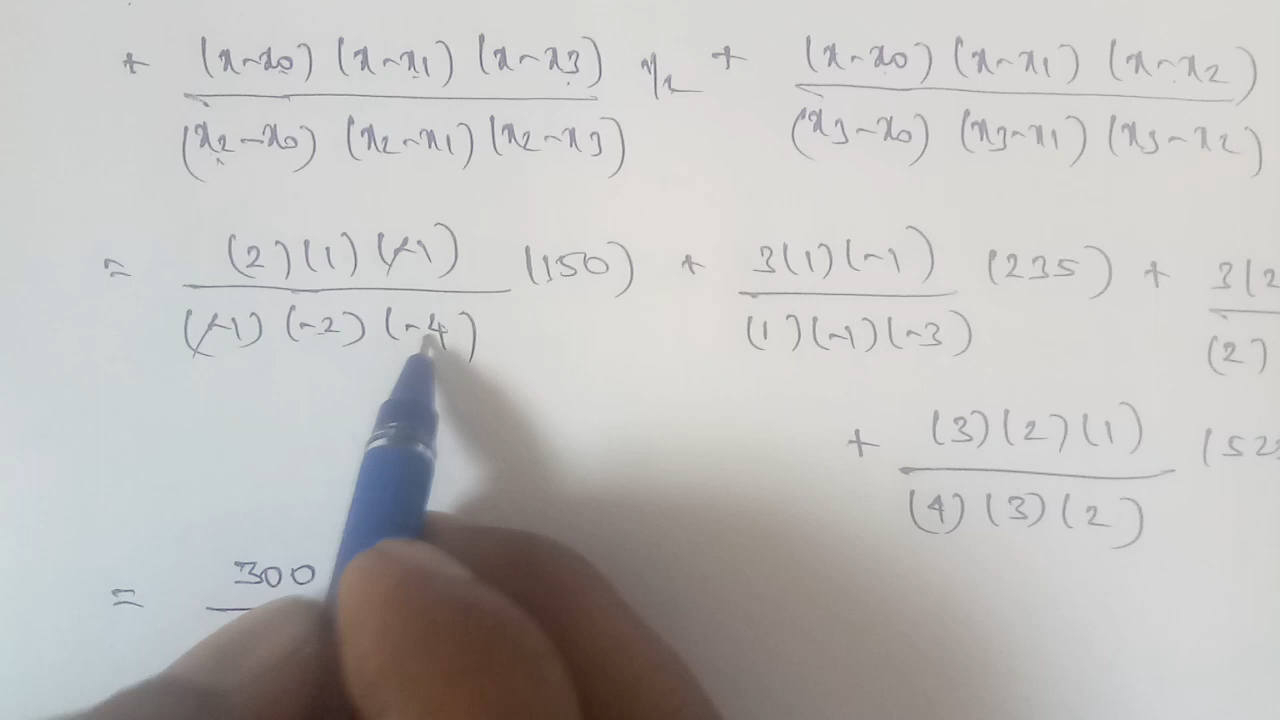 + (x-x0) (x-x1) (x-x3) y2 + (x-x0) (x-x1) (x-x2)
(x2-x0) (x2-x1) (x2-x3) (x3-x0) (x3-x1) (x3-x2)
= (2)(1)(-1) (150) + 3(1)(-1) (235) + 3(2
(-1) (-2) (-4) (1)(-1)(-3) (2)
+ (3)(2)(1) (52
(4)(3)(2)
= 300